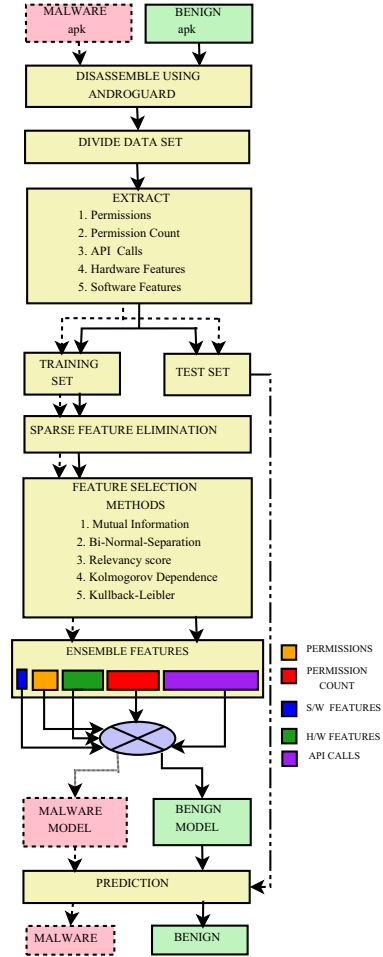 MALWARE
apk
BENIGN
apk
DISASSEMBLE USING
ANDROGUARD
DIVIDE DATA SET
EXTRACT
1. Permissions
2. Permission Count
3. API Calls
4. Hardware Features
5. Software Features
TRAINING
SET
TEST SET
SPARSE FEATURE ELIMINATION
FEATURE SELECTION
METHODS
1. Mutual Information
2. Bi-Normal-Separation
3. Relevancy score
4. Kolmogorov Dependence
5. Kullback-Leibler
ENSEMBLE FEATURES
PERMISSIONS
PERMISSION
COUNT
S/W FEATURES
H/W FEATURES
API CALLS
MALWARE
MODEL
BENIGN
MODEL
PREDICTION
MALWARE
BENIGN